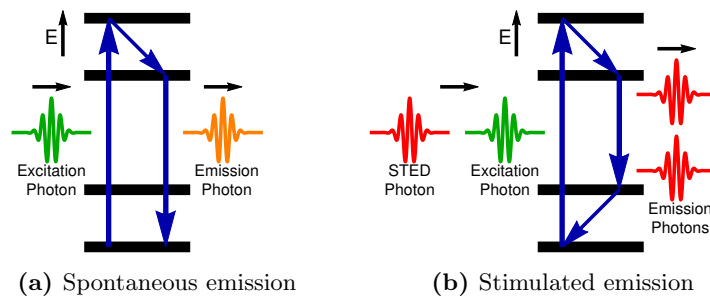 E
Excitation
Photon
Emission
Photon
(a) Spontaneous emission
E
STED
Photon
Excitation
Photon
Emission
Photons
(b) Stimulated emission